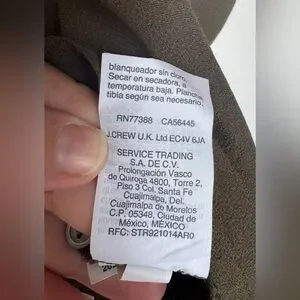 blanqueador sin cloro.
Secar en secadora, a
temperatura baja. Planchar
tibia según sea necesario.
RN77388 CA56445
J.CREW U.K. Ltd EC4V 6JA
SERVICE TRADING
S.A. DE C.V.
Prolongación Vasco
de Quiroga 4800, Torre 2,
Piso 3 Col. Santa Fé
Cuajimalpa, Del.
Cuajimalpa de Morelos
C.P. 05348, Ciudad de
México, MÉXICO
RFC: STR921014AR0